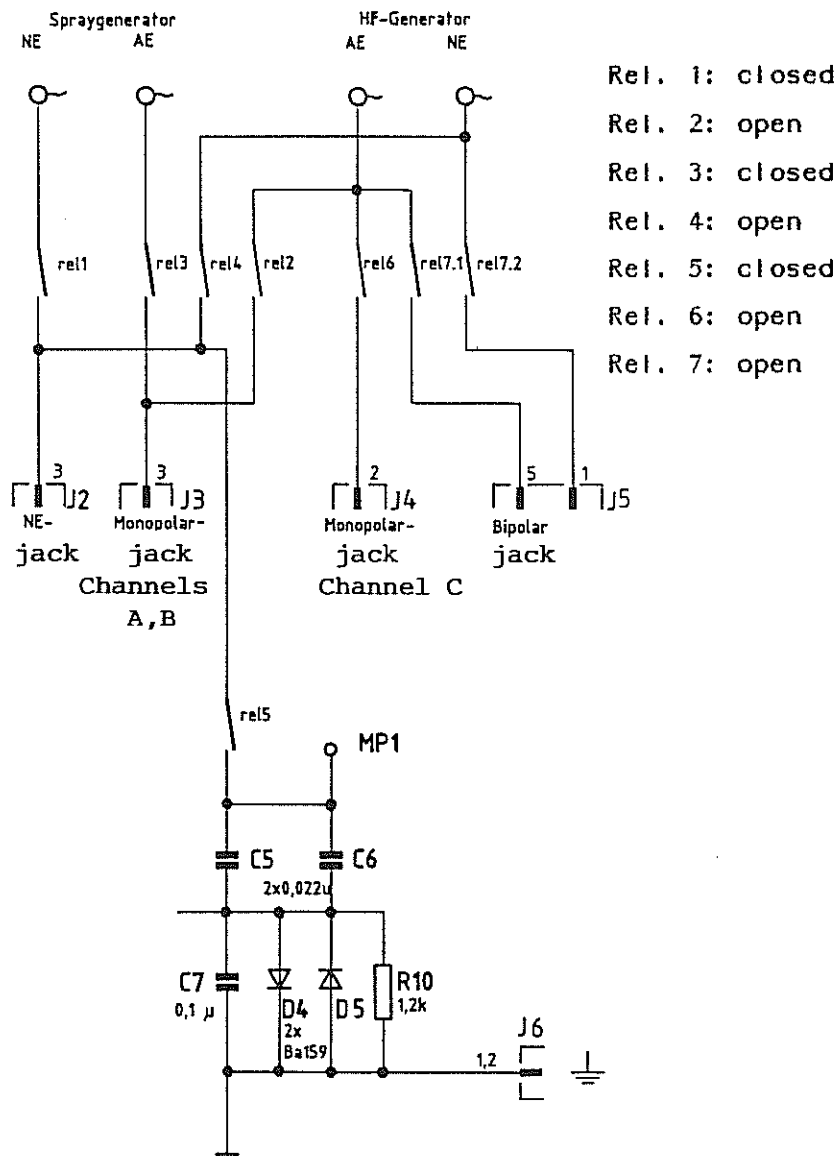 Spraygenerator
HF-Generator
NE
AE
AE
NE
Rel. 1: closed
Rel. 2: open
Rel. 3: closed
Rel. 4: open
Rel. 5: closed
Rel. 6: open
Rel. 7: open
rel1
rel3
rel4
rel2
rel6
rel7.1
rel7.2
3
J2
NE-
jack
3
J3
Monopolar-
jack
Channels
A,B
2
J4
Monopolar-
jack
Channel C
5
1
J5
Bipolar
jack
rel5
MP1
C5
C6
2x0,022u
C7
0,1 μ
D4
2x
Ba159
D5
R10
1,2k
J6
1,2